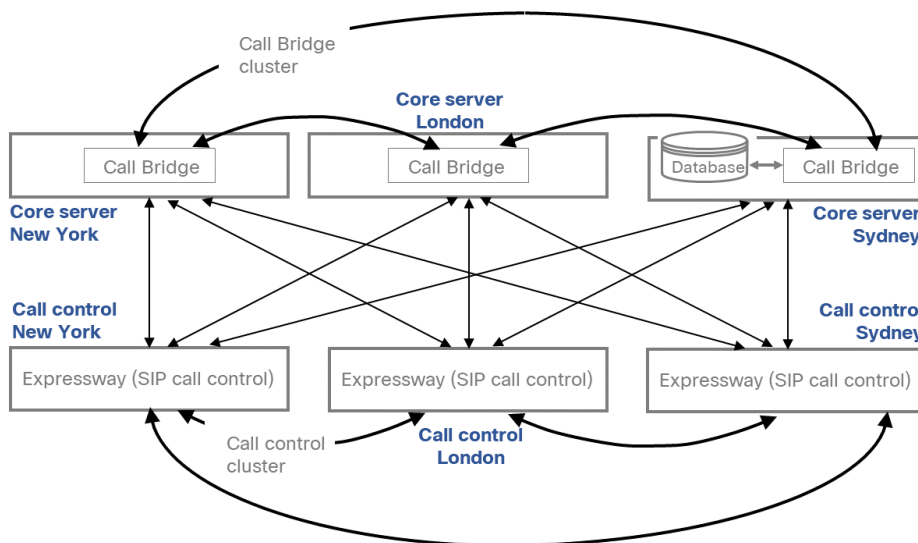 Call Bridge
cluster
Core server
London
Call Bridge
Call Bridge
Database
Call Bridge
Core server
New York
Core server
Sydney
Call control
New York
Call control
Sydney
Expressway (SIP call control)
Expressway (SIP call control)
Expressway (SIP call control)
Call control
cluster
Call control
London